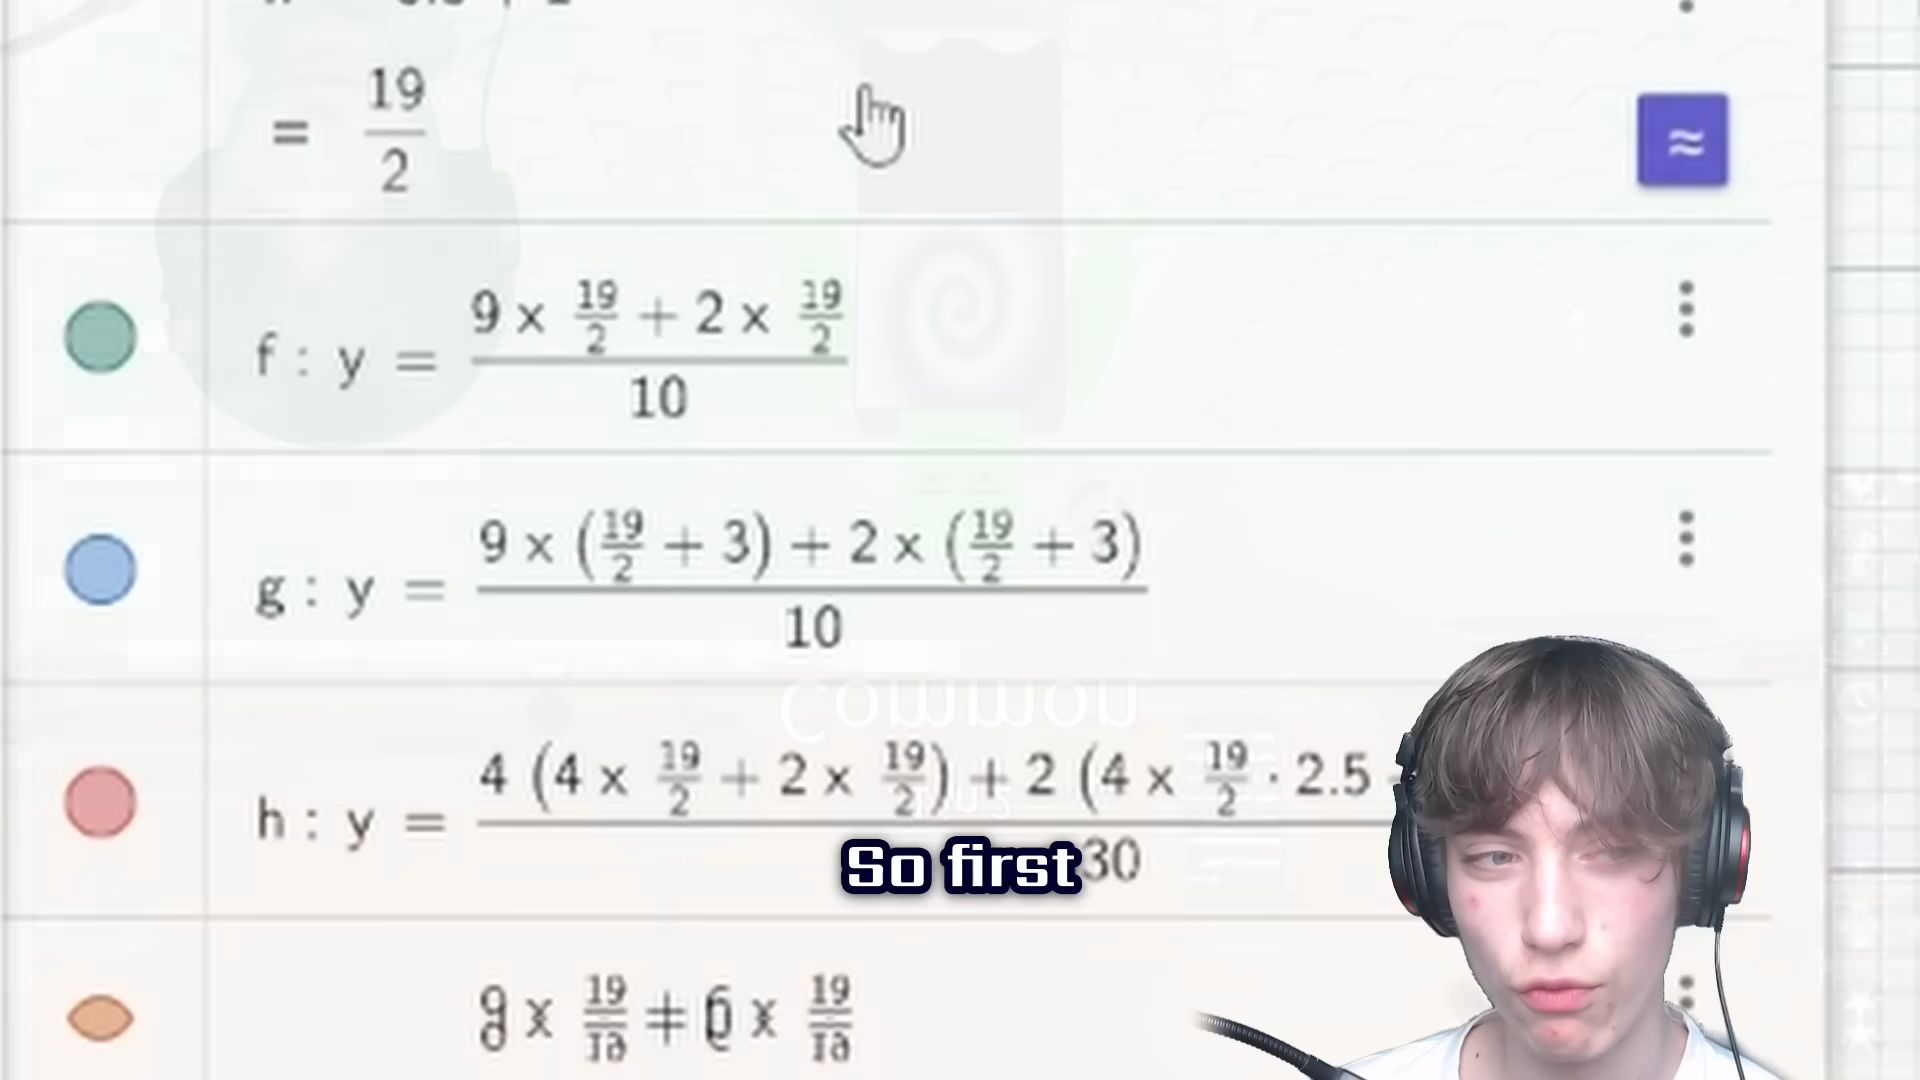 = 19/2
≈
f : y = (9 x 19/2 + 2 x 19/2)/10
g : y = (9 x (19/2 + 3) + 2 x (19/2 + 3))/10
Common
h : y = (4 (4 x 19/2 + 2 x 19/2) + 2 (4 x 19/2 · 2.5
30
So first